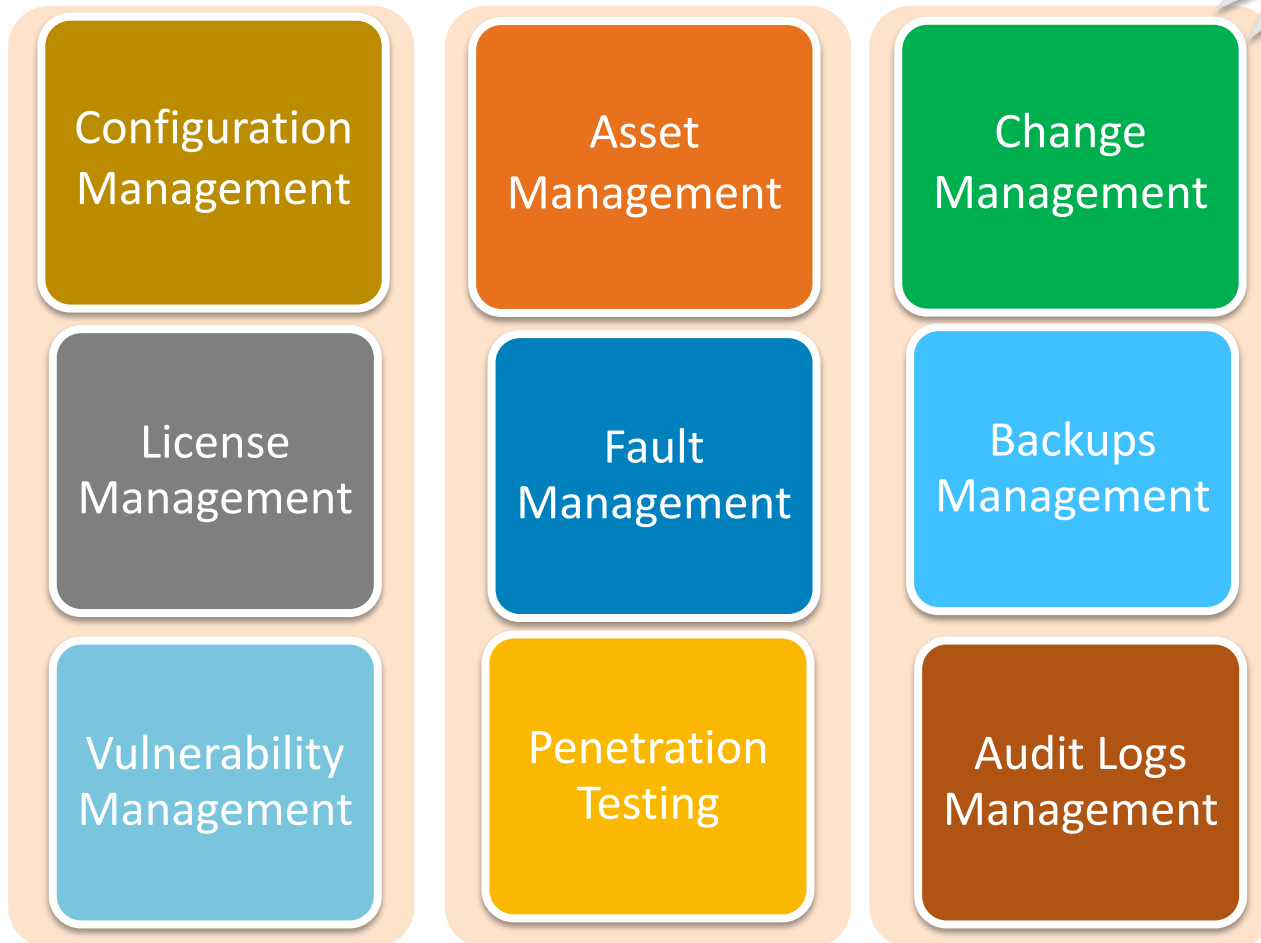 Configuration
Management
Asset
Management
Change
Management
License
Management
Fault
Management
Backups
Management
Vulnerability
Management
Penetration
Testing
Audit Logs
Management